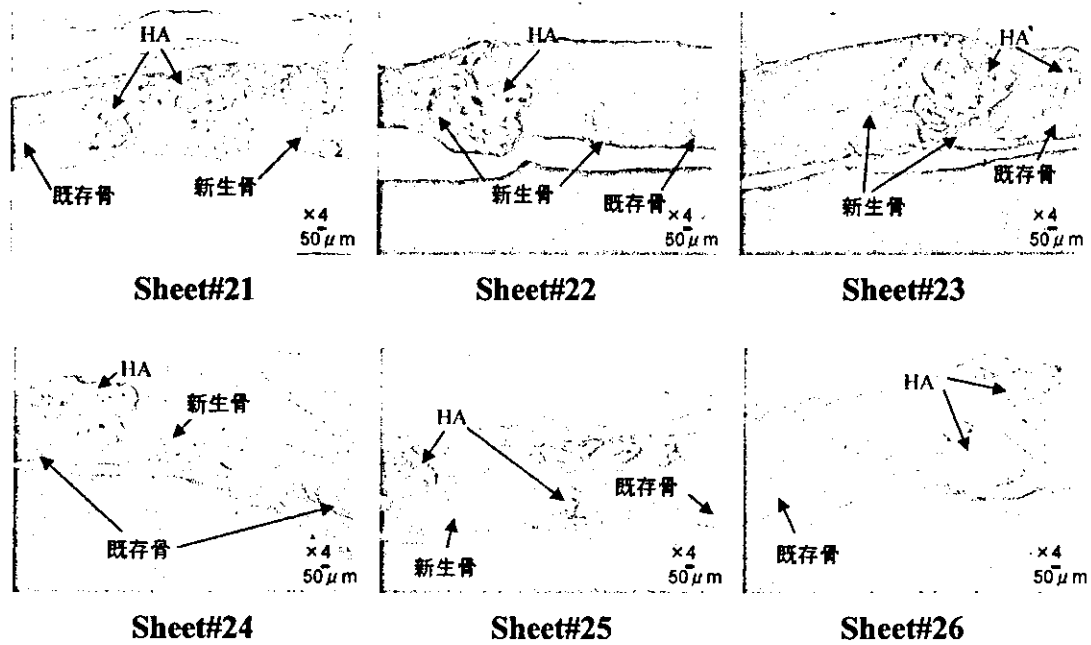 HA
既存骨
新生骨
×4
50μm
Sheet#21
HA
新生骨
既存骨
×4
50μm
Sheet#22
HA
新生骨
既存骨
×4
50μm
Sheet#23
HA
新生骨
既存骨
×4
50μm
Sheet#24
HA
既存骨
新生骨
×4
50μm
Sheet#25
HA
既存骨
×4
50μm
Sheet#26